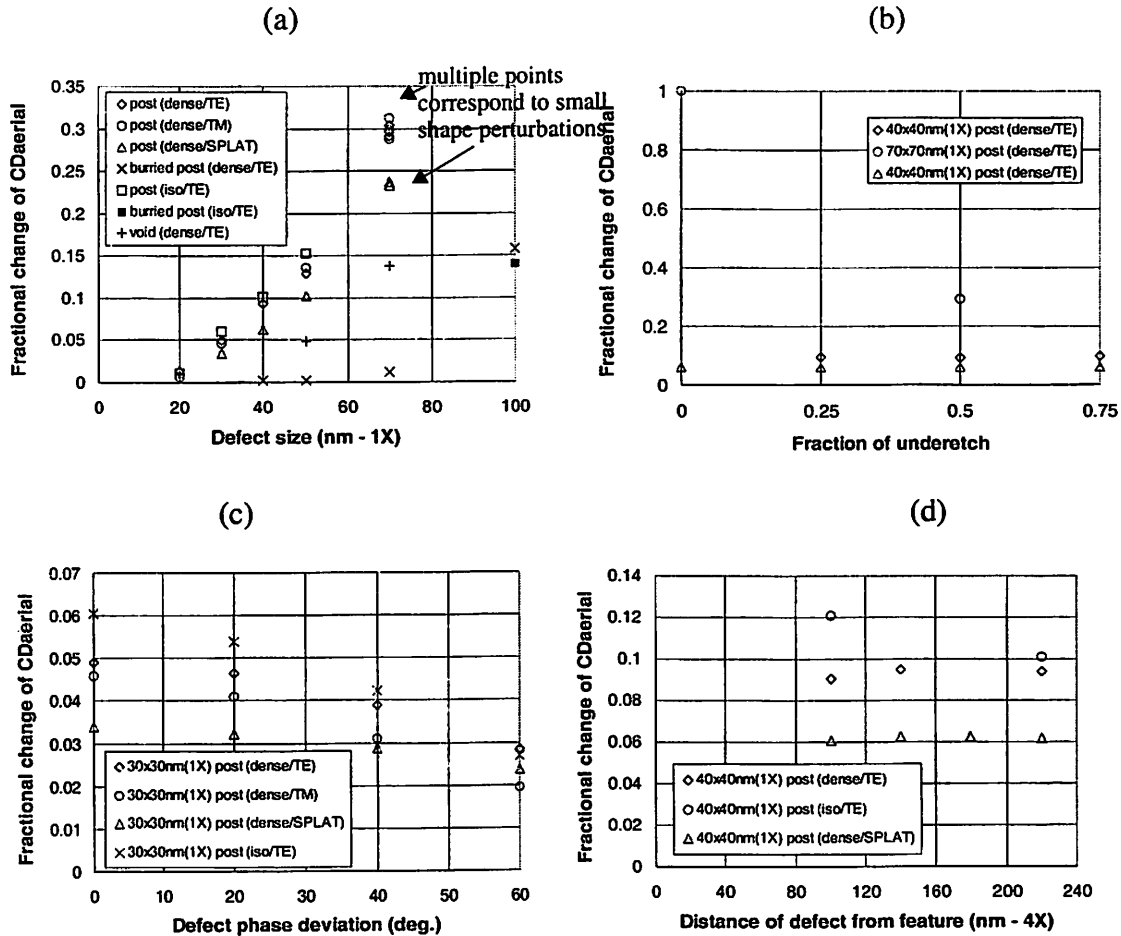 (a)
multiple points
correspond to small
shape perturbations
0.35
0.3
0.25
0.2
0.15
0.1
0.05
0
post (dense/TE)
post (dense/TM)
post (dense/SPLAT)
burried post (dense/TE)
post (iso/TE)
burried post (iso/TE)
void (dense/TE)
Fractional change of CDaerial
0 20 40 60 80 100
Defect size (nm - 1X)
(b)
1
0.8
0.6
0.4
0.2
0
40x40nm(1X) post (dense/TE)
70x70nm(1X) post (dense/TE)
40x40nm(1X) post (dense/TE)
Fractional change of CDaerial
0 0.25 0.5 0.75
Fraction of underetch
(c)
0.07
0.06
0.05
0.04
0.03
0.02
0.01
0
30x30nm(1X) post (dense/TE)
30x30nm(1X) post (dense/TM)
30x30nm(1X) post (dense/SPLAT)
30x30nm(1X) post (iso/TE)
Fractional change of CDaerial
0 10 20 30 40 50 60
Defect phase deviation (deg.)
(d)
0.14
0.12
0.1
0.08
0.06
0.04
0.02
0
40x40nm(1X) post (dense/TE)
40x40nm(1X) post (iso/TE)
40x40nm(1X) post (dense/SPLAT)
Fractional change of CDaerial
0 40 80 120 160 200 240
Distance of defect from feature (nm - 4X)